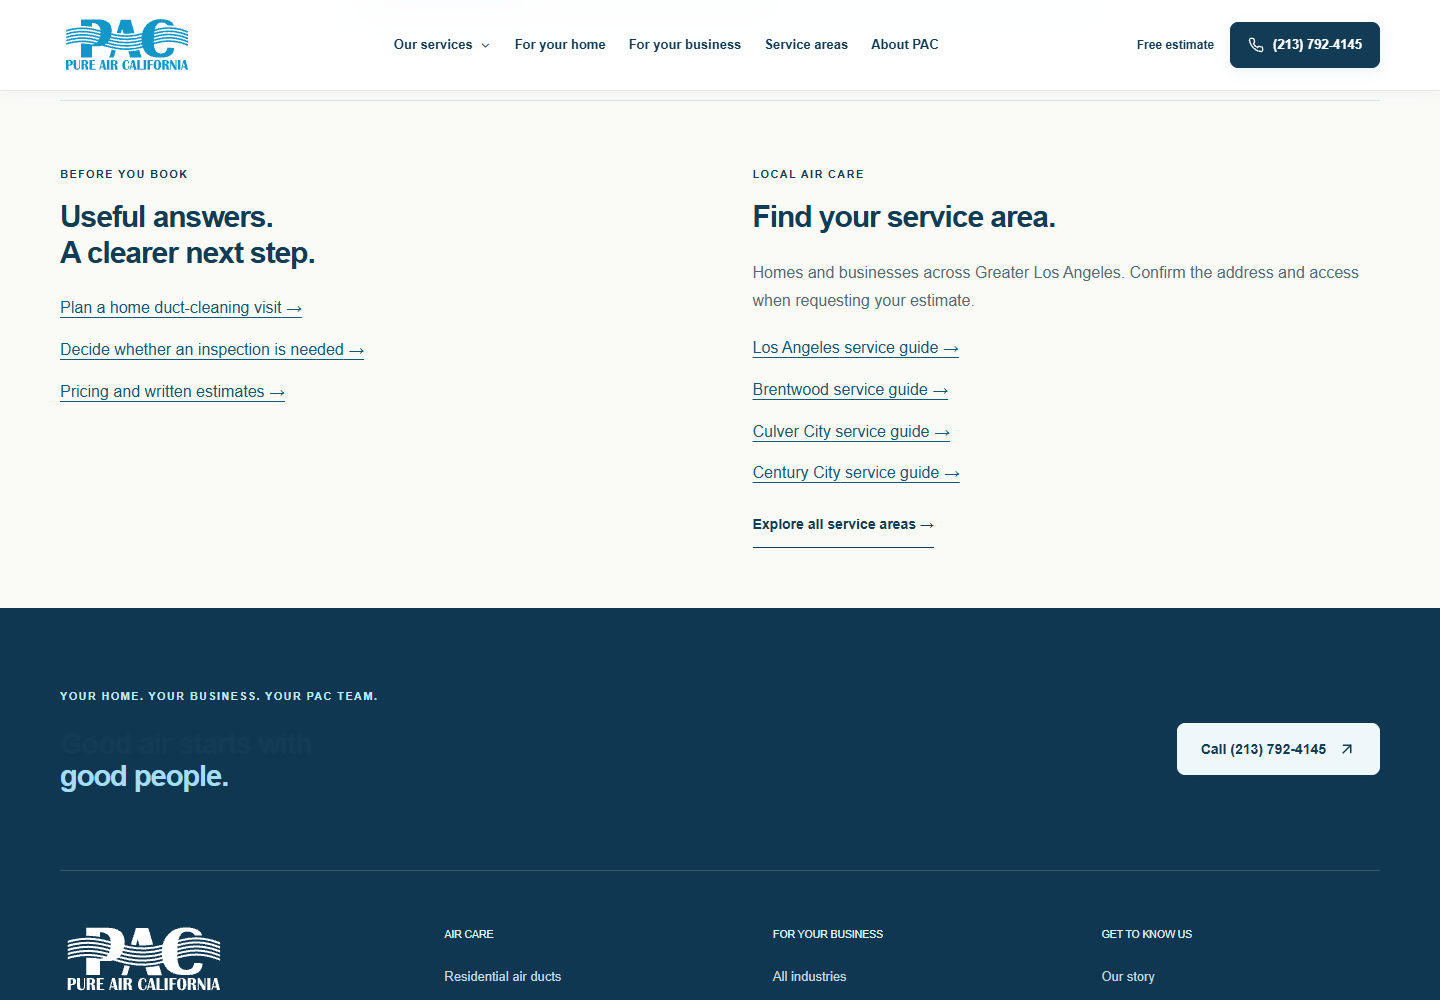 PAC
PURE AIR CALIFORNIA
Our services
For your home
For your business
Service areas
About PAC
Free estimate
(213) 792-4145
BEFORE YOU BOOK
Useful answers.
A clearer next step.
Plan a home duct-cleaning visit →
Decide whether an inspection is needed →
Pricing and written estimates →
LOCAL AIR CARE
Find your service area.
Homes and businesses across Greater Los Angeles. Confirm the address and access
when requesting your estimate.
Los Angeles service guide →
Brentwood service guide →
Culver City service guide →
Century City service guide →
Explore all service areas →
YOUR HOME. YOUR BUSINESS. YOUR PAC TEAM.
Good air starts with
good people.
Call (213) 792-4145
PAC
PURE AIR CALIFORNIA
AIR CARE
Residential air ducts
FOR YOUR BUSINESS
All industries
GET TO KNOW US
Our story